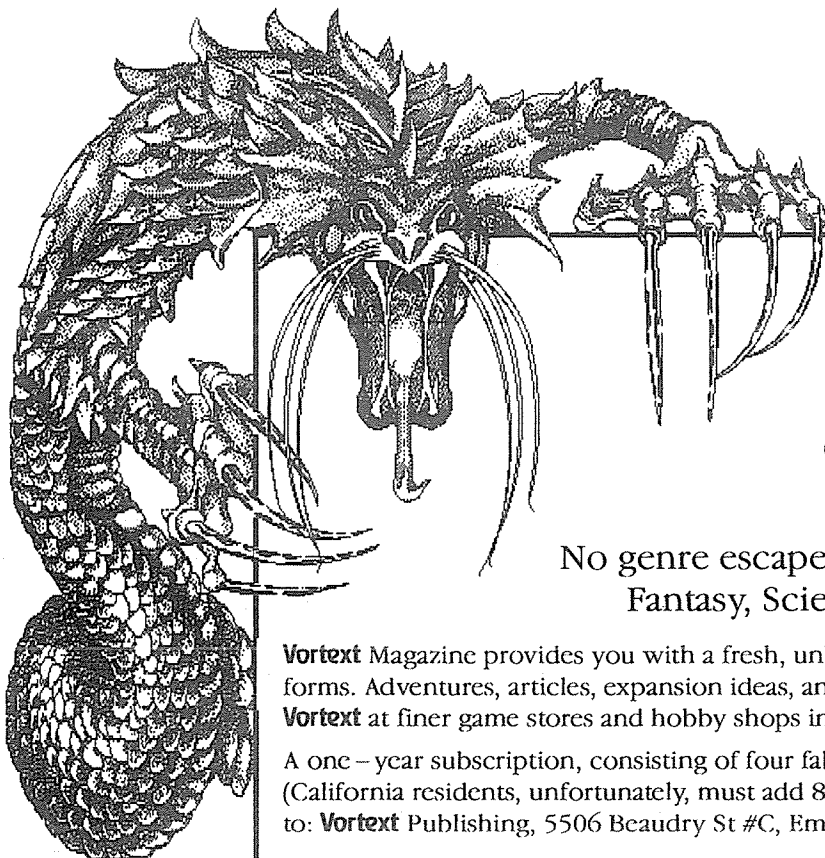 No genre escape
Fantasy, Scie
Vortext Magazine provides you with a fresh, un
forms. Adventures, articles, expansion ideas, an
Vortext at finer game stores and hobby shops in
A one – year subscription, consisting of four fal
(California residents, unfortunately, must add 8
to: Vortext Publishing, 5506 Beaudry St #C, Em